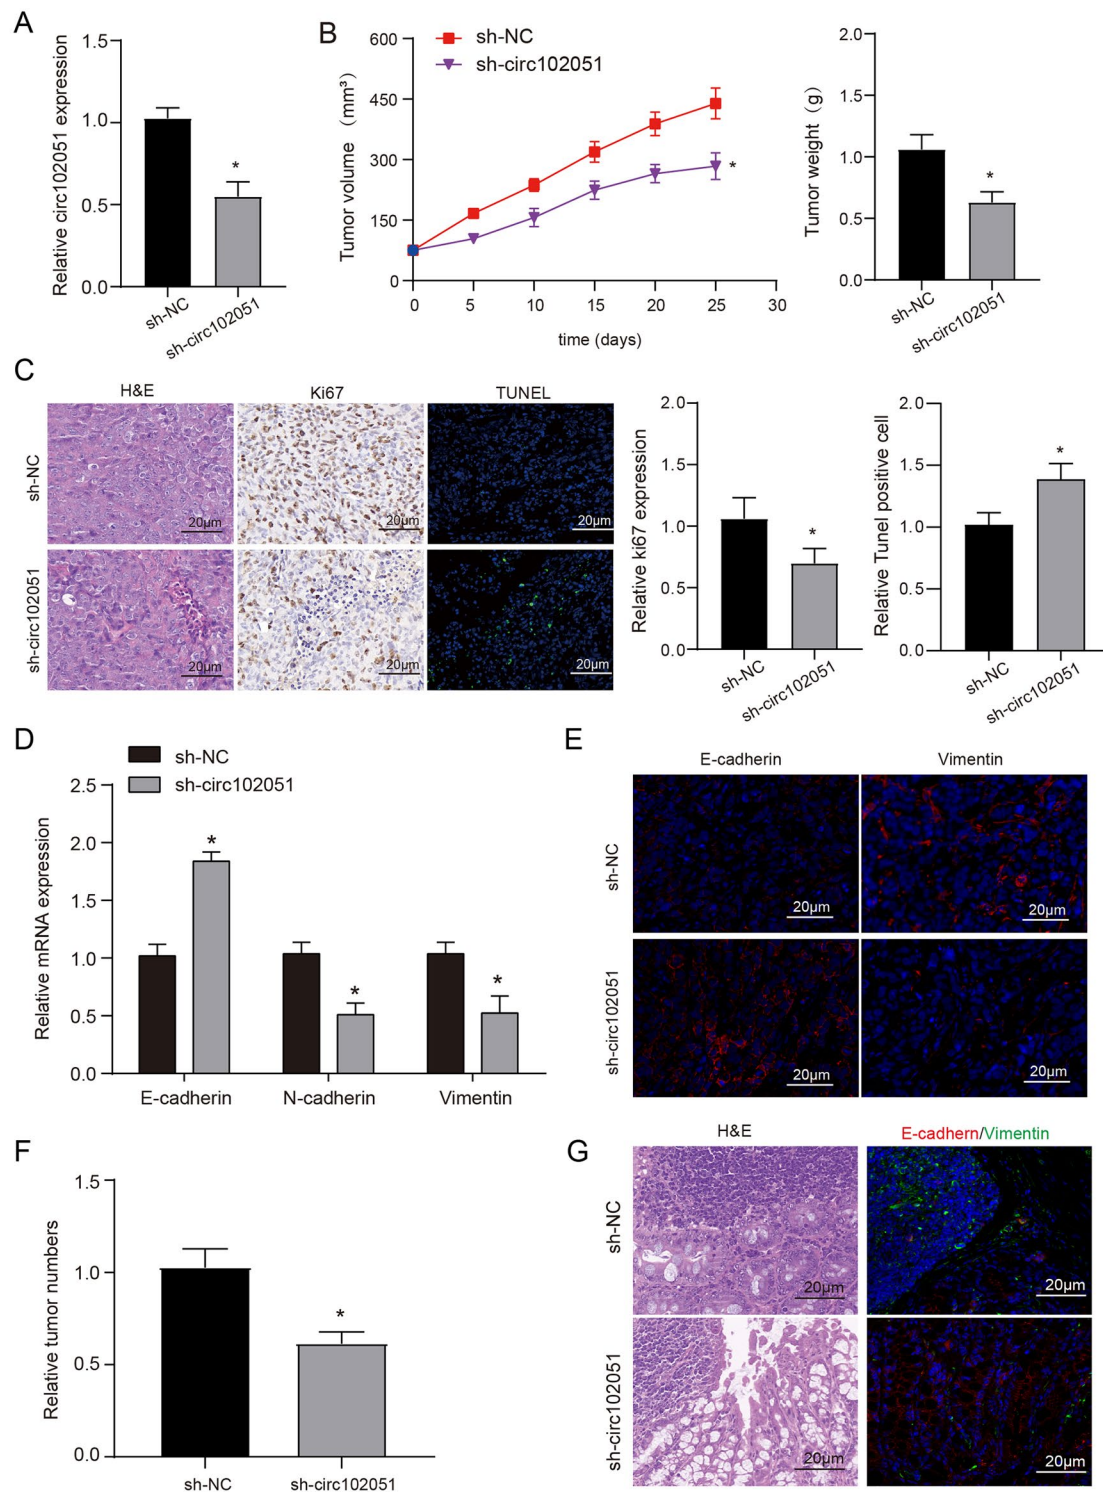 A
Relative circ102051 expression
1.5
1.0
0.5
0.0
*
sh-NC
sh-circ102051
B
sh-NC
sh-circ102051
Tumor volume (mm³)
600
450
300
150
0
*
0 5 10 15 20 25 30
time (days)
Tumor weight (g)
2.0
1.5
1.0
0.5
0.0
*
sh-NC
sh-circ102051
C
H&E Ki67 TUNEL
sh-NC
20μm 20μm 20μm
sh-circ102051
20μm 20μm 20μm
Relative ki67 expression
2.0
1.5
1.0
0.5
0.0
*
sh-NC
sh-circ102051
Relative Tunel positive cell
2.0
1.5
1.0
0.5
0.0
*
sh-NC
sh-circ102051
D
sh-NC
sh-circ102051
Relative mRNA expression
2.5
2.0
1.5
1.0
0.5
0.0
* * *
E-cadherin N-cadherin Vimentin
E
E-cadherin Vimentin
sh-NC
20μm 20μm
sh-circ102051
20μm 20μm
F
Relative tumor numbers
1.5
1.0
0.5
0.0
*
sh-NC sh-circ102051
G
H&E E-cadhern/Vimentin
sh-NC
20μm 20μm
sh-circ102051
20μm 20μm